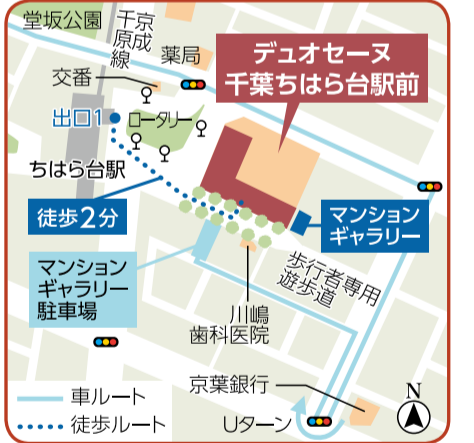 堂坂公園
京成
千原線
薬局
交番
デュオセーヌ
千葉ちはら台駅前
出口1
ロータリー
ちはら台駅
徒歩2分
マンション
ギャラリー
マンション
ギャラリー
駐車場
歩行者専用
遊歩道
川嶋
歯科医院
京葉銀行
車ルート
徒歩ルート
Uターン
N